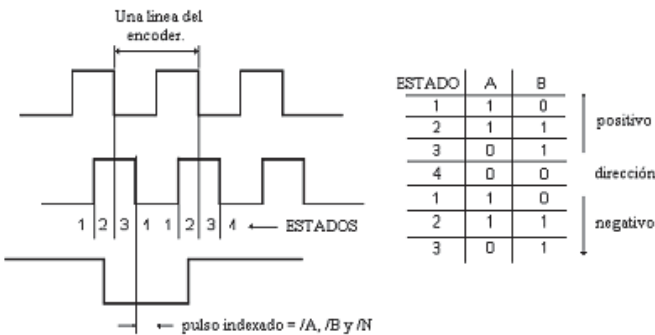 Una linea del
encoder.
1 2 3 4 1 2 3 4 ← ESTADOS
pulso indexado = /A, /B y /N
ESTADO A B
1 1 0
2 1 1
3 0 1
4 0 0
1 1 0
2 1 1
3 0 1
positivo
dirección
negativo